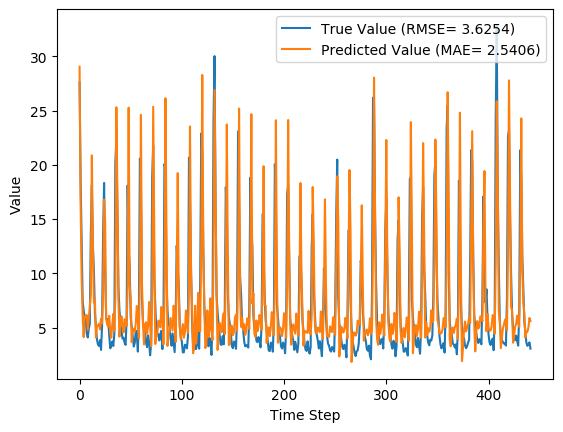 True Value (RMSE= 3.6254)
Predicted Value (MAE= 2.5406)
30
25
20
15
10
5
Value
0 100 200 300 400
Time Step